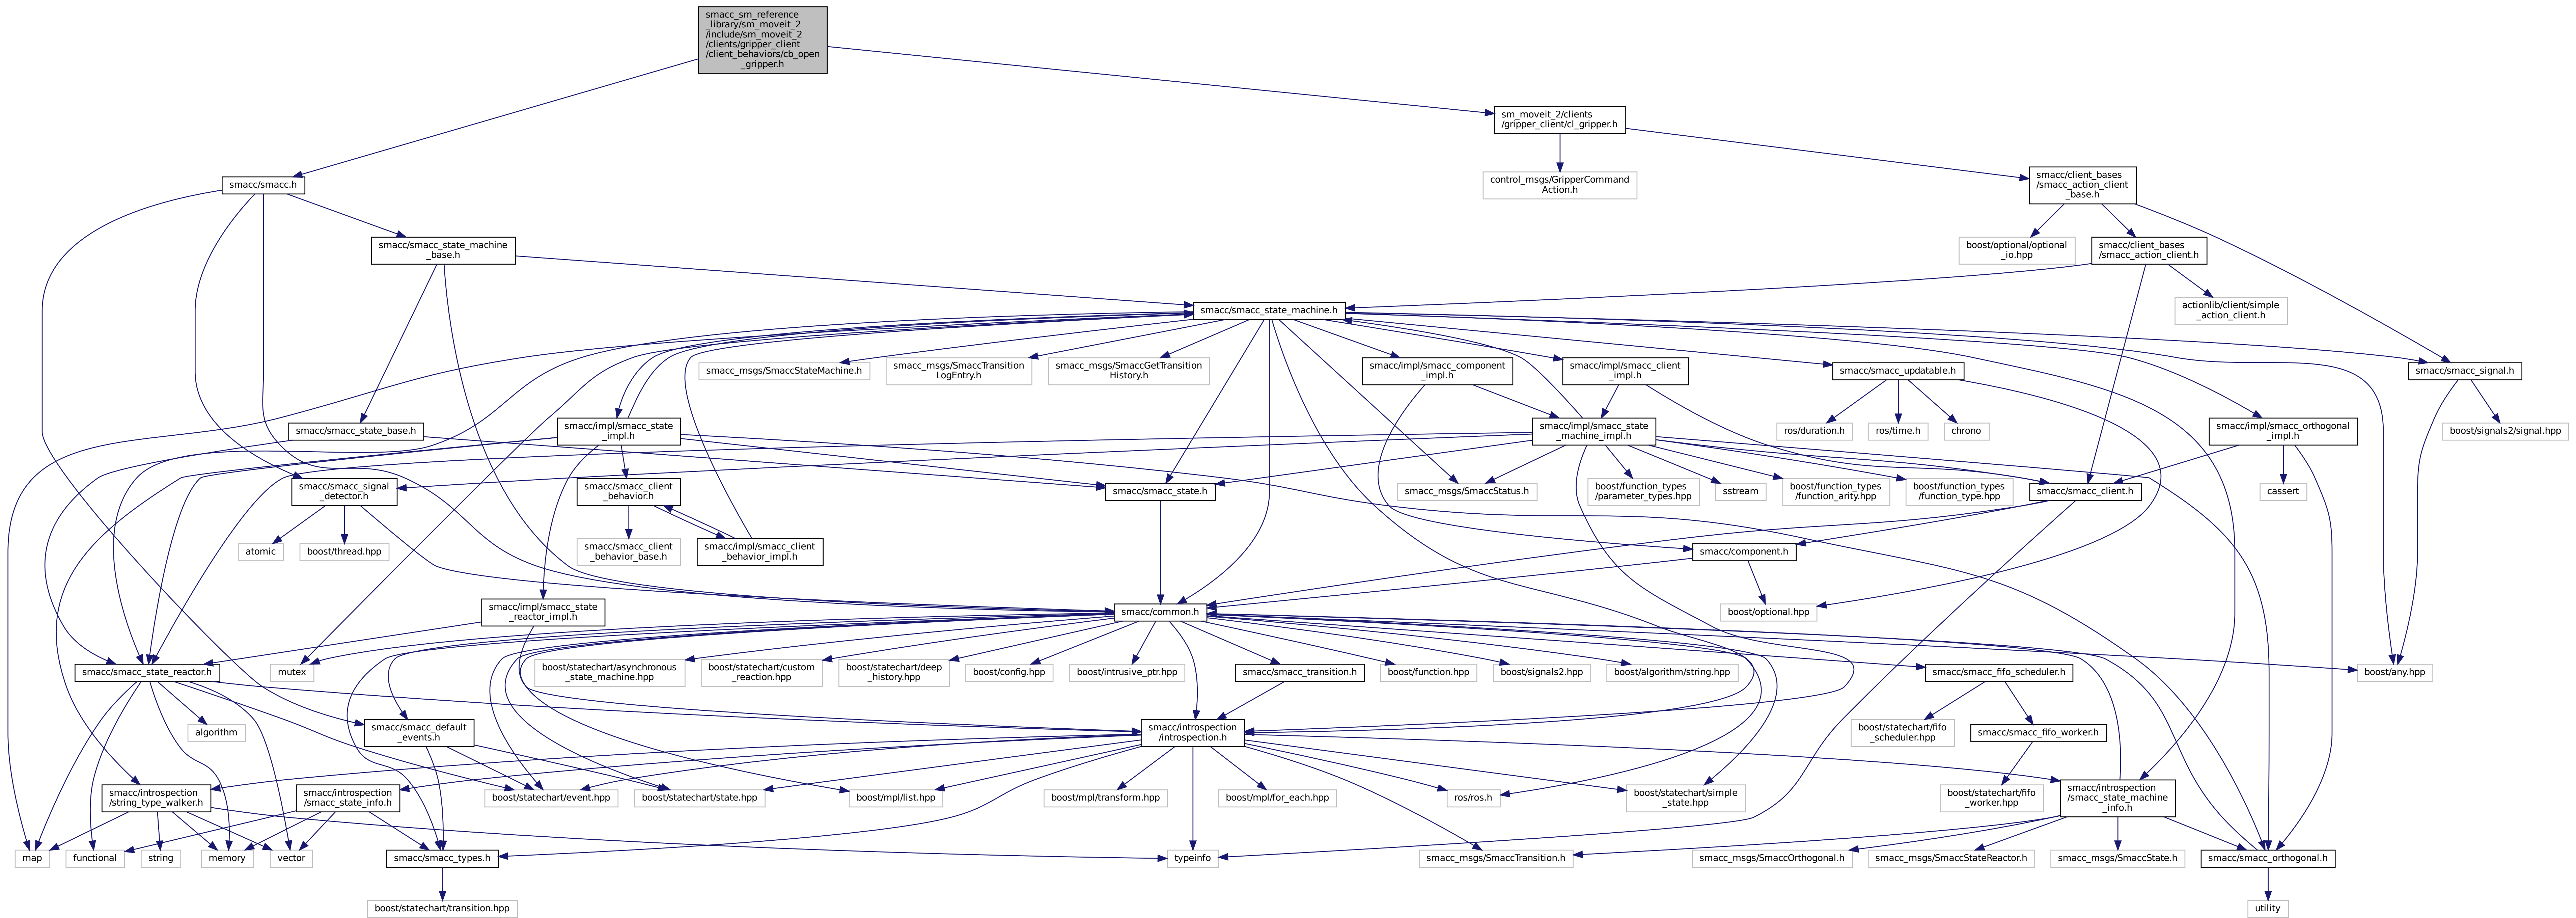 smacc_sm_reference
_library/sm_moveit_2
/include/sm_moveit_2
/clients/gripper_client
/client_behaviors/cb_open
_gripper.h
sm_moveit_2/clients
/gripper_client/cl_gripper.h
smacc/smacc.h
control_msgs/GripperCommand
Action.h
smacc/client_bases
/smacc_action_client
_base.h
smacc/smacc_state_machine
_base.h
boost/optional/optional
_io.hpp
smacc/client_bases
/smacc_action_client.h
smacc/smacc_state_machine.h
actionlib/client/simple
_action_client.h
smacc_msgs/SmaccStateMachine.h
smacc_msgs/SmaccTransition
LogEntry.h
smacc_msgs/SmaccGetTransition
History.h
smacc/impl/smacc_component
_impl.h
smacc/impl/smacc_client
_impl.h
smacc/smacc_updatable.h
smacc/smacc_signal.h
smacc/smacc_state_base.h
smacc/impl/smacc_state
_impl.h
smacc/impl/smacc_state
_machine_impl.h
ros/duration.h
ros/time.h
chrono
smacc/impl/smacc_orthogonal
_impl.h
boost/signals2/signal.hpp
smacc/smacc_signal
_detector.h
smacc/smacc_client
_behavior.h
smacc/smacc_state.h
smacc_msgs/SmaccStatus.h
boost/function_types
/parameter_types.hpp
sstream
boost/function_types
/function_arity.hpp
boost/function_types
/function_type.hpp
smacc/smacc_client.h
cassert
atomic
boost/thread.hpp
smacc/smacc_client
_behavior_base.h
smacc/impl/smacc_client
_behavior_impl.h
smacc/component.h
smacc/impl/smacc_state
_reactor_impl.h
smacc/common.h
boost/optional.hpp
smacc/smacc_state_reactor.h
mutex
boost/statechart/asynchronous
_state_machine.hpp
boost/statechart/custom
_reaction.hpp
boost/statechart/deep
_history.hpp
boost/config.hpp
boost/intrusive_ptr.hpp
smacc/smacc_transition.h
boost/function.hpp
boost/signals2.hpp
boost/algorithm/string.hpp
smacc/smacc_fifo_scheduler.h
boost/any.hpp
algorithm
smacc/smacc_default
_events.h
smacc/introspection
/introspection.h
boost/statechart/fifo
_scheduler.hpp
smacc/smacc_fifo_worker.h
smacc/introspection
/string_type_walker.h
smacc/introspection
/smacc_state_info.h
boost/statechart/event.hpp
boost/statechart/state.hpp
boost/mpl/list.hpp
boost/mpl/transform.hpp
boost/mpl/for_each.hpp
ros/ros.h
boost/statechart/simple
_state.hpp
boost/statechart/fifo
_worker.hpp
smacc/introspection
/smacc_state_machine
_info.h
map
functional
string
memory
vector
smacc/smacc_types.h
typeinfo
smacc_msgs/SmaccTransition.h
smacc_msgs/SmaccOrthogonal.h
smacc_msgs/SmaccStateReactor.h
smacc_msgs/SmaccState.h
smacc/smacc_orthogonal.h
boost/statechart/transition.hpp
utility